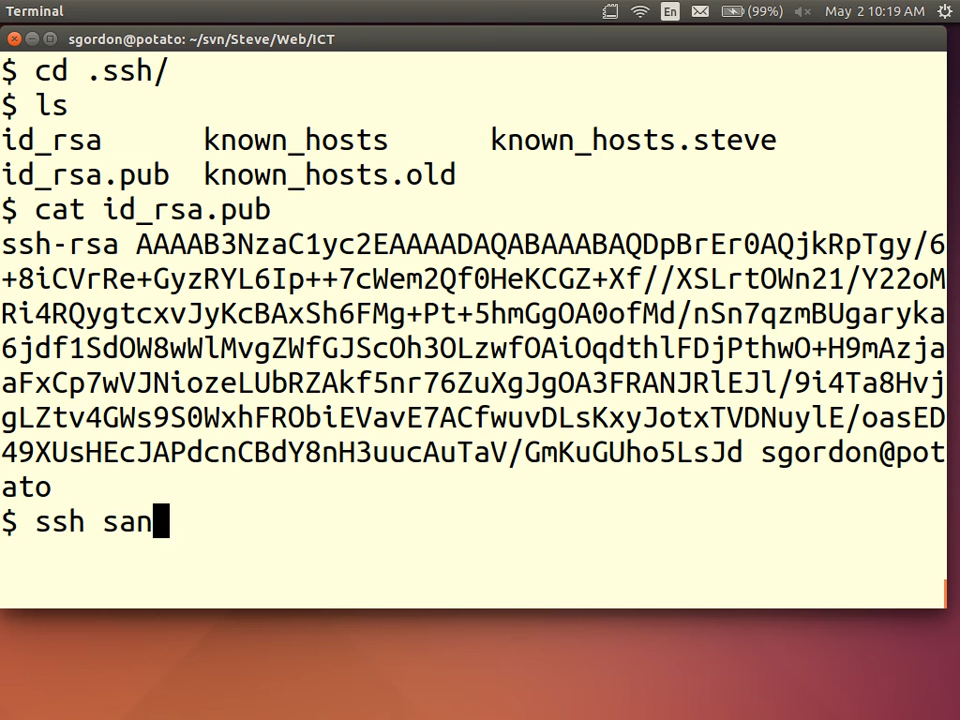 Terminal En (99%) May 2 10:19 AM
sgordon@potato: ~/svn/Steve/Web/ICT
$ cd .ssh/
$ ls
id_rsa known_hosts known_hosts.steve
id_rsa.pub known_hosts.old
$ cat id_rsa.pub
ssh-rsa AAAAB3NzaC1yc2EAAAADAQABAAABAQDpBrEr0AQjkRpTgy/6
+8iCVrRe+GyzRYL6Ip++7cWem2Qf0HeKCGZ+Xf//XSLrtOWn21/Y22oM
Ri4RQygtcxvJyKcBAxSh6FMg+Pt+5hmGgOA0ofMd/nSn7qzmBUgaryka
6jdf1SdOW8wWlMvgZWfGJScOh3OLzwfOAiOqdthlFDjPthwO+H9mAzja
aFxCp7wVJNiozeLUbRZAkf5nr76ZuXgJgOA3FRANJRlEJl/9i4Ta8Hvj
gLZtv4GWs9S0WxhFRObiEVavE7ACfwuvDLsKxyJotxTVDNuylE/oasED
49XUsHEcJAPdcnCBdY8nH3uucAuTaV/GmKuGUho5LsJd sgordon@pot
ato
$ ssh san